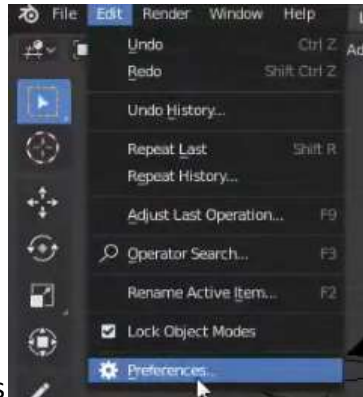 File Edit Render Window Help
Undo Ctrl Z
Redo Shift Ctrl Z
Undo History...
Repeat Last Shift R
Repeat History...
Adjust Last Operation... F9
Operator Search... F3
Rename Active Item... F2
Lock Object Modes
Preferences...
s